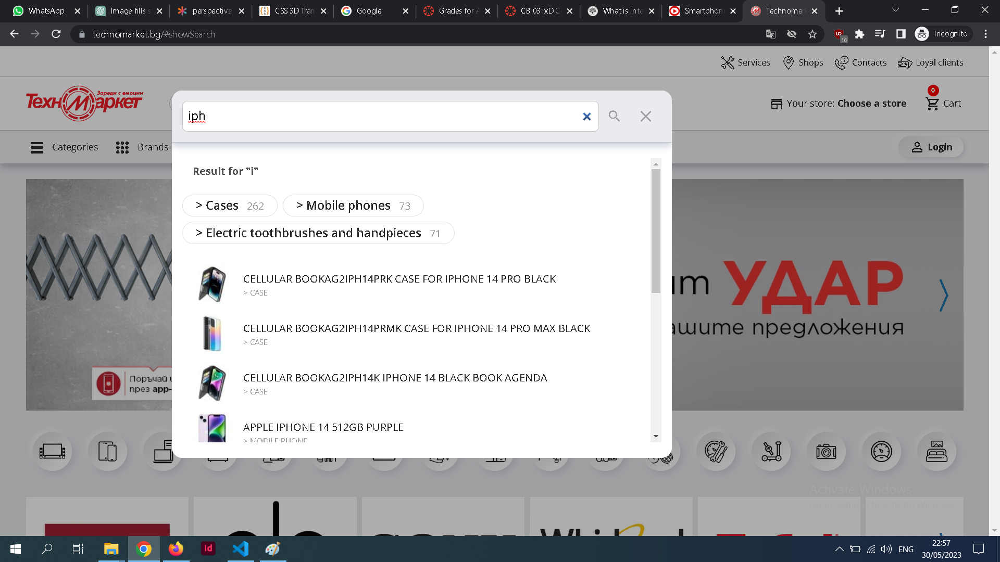 WhatsApp
Image fills s
perspective
CSS 3D Tran
Google
Grades for A
CB 03 IxD C
What is Inte
Smartphon
Technomar
technomarket.bg/#showSearch
16
Incognito
Services
Shops
Contacts
Loyal clients
Зареди с емоции
ТехноМаркет
iph
Your store: Choose a store
0
Cart
Categories
Brands
Login
Result for "i"
> Cases 262
> Mobile phones 73
> Electric toothbrushes and handpieces 71
CELLULAR BOOKAG2IPH14PRK CASE FOR IPHONE 14 PRO BLACK
> CASE
CELLULAR BOOKAG2IPH14PRMK CASE FOR IPHONE 14 PRO MAX BLACK
> CASE
CELLULAR BOOKAG2IPH14K IPHONE 14 BLACK BOOK AGENDA
> CASE
APPLE IPHONE 14 512GB PURPLE
> MOBILE PHONE
УДАР
ашите предложения
Поръчай
през app-
Activate Windows
Go to Settings to activate Windows.
Id
ENG
22:57
30/05/2023